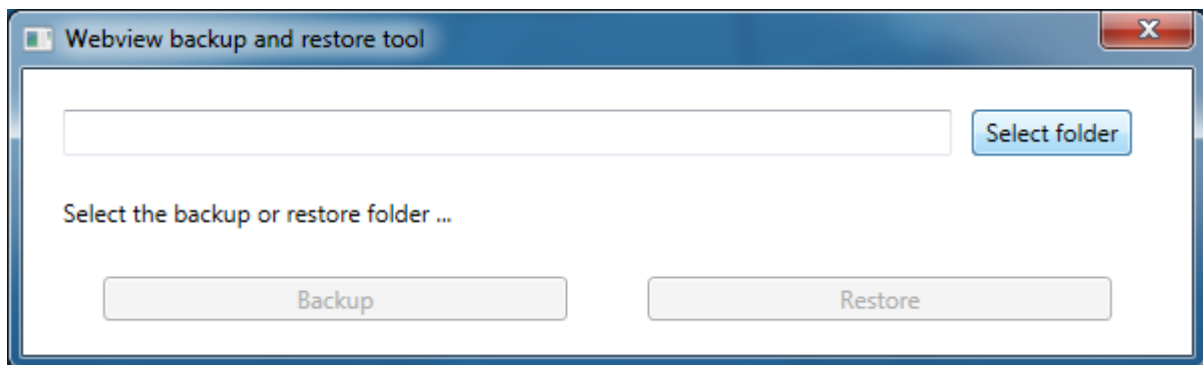 Webview backup and restore tool
Select folder
Select the backup or restore folder ...
Backup
Restore